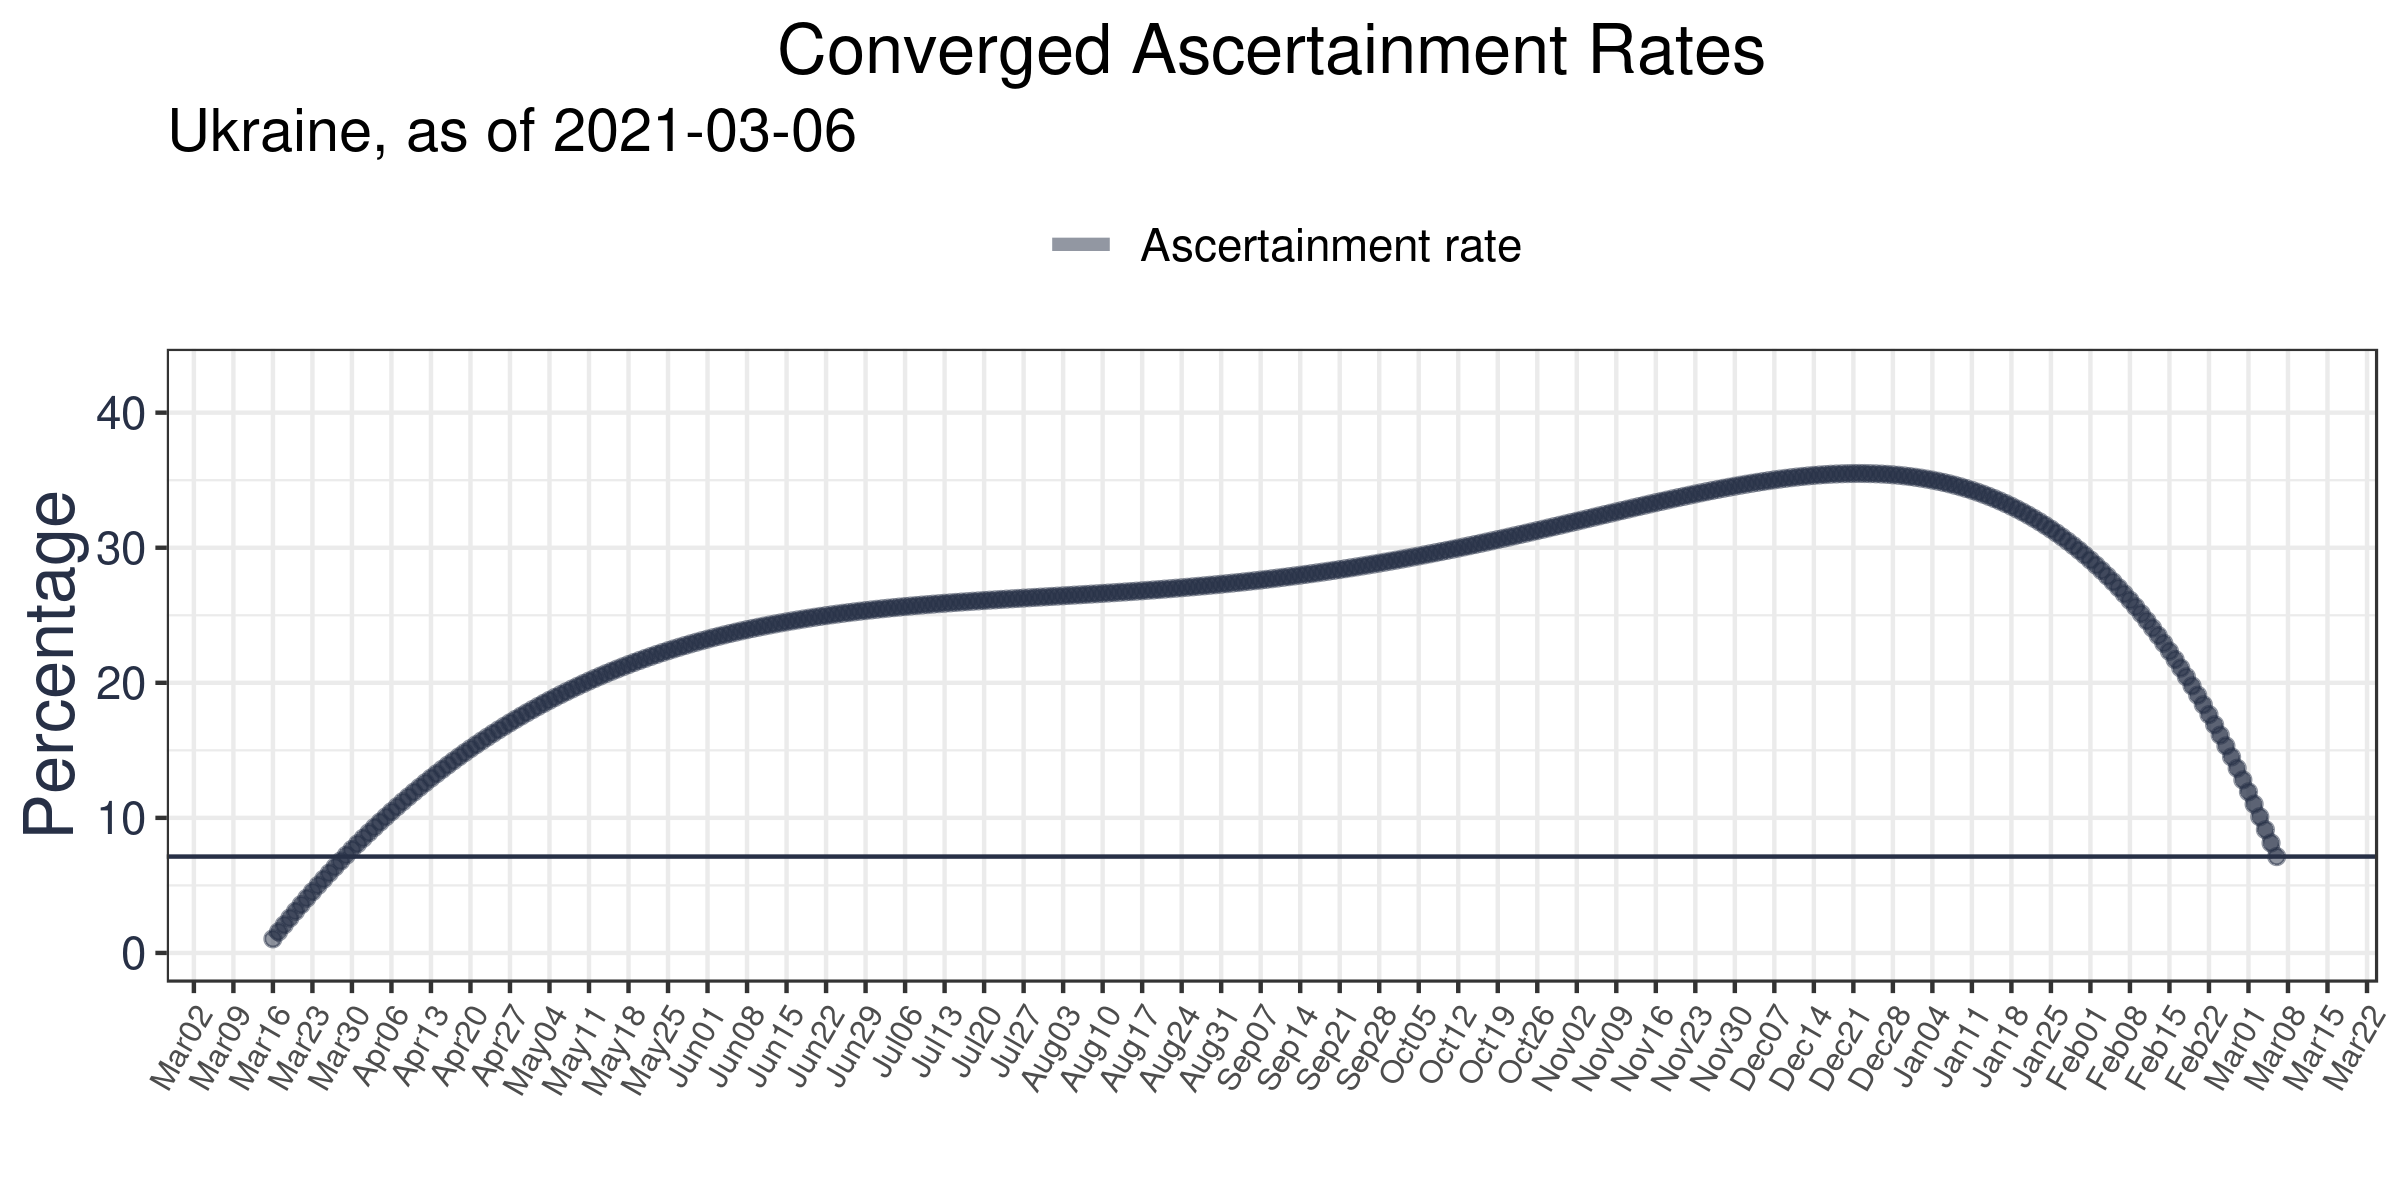 Converged Ascertainment Rates
Ukraine, as of 2021-03-06
Ascertainment rate
Percentage
40
30
20
10
0
Mar02 Mar09 Mar16 Mar23 Mar30 Apr06 Apr13 Apr20 Apr27 May04 May11 May18 May25 Jun01 Jun08 Jun15 Jun22 Jun29 Jul06 Jul13 Jul20 Jul27 Aug03 Aug10 Aug17 Aug24 Aug31 Sep07 Sep14 Sep21 Sep28 Oct05 Oct12 Oct19 Oct26 Nov02 Nov09 Nov16 Nov23 Nov30 Dec07 Dec14 Dec21 Dec28 Jan04 Jan11 Jan18 Jan25 Feb01 Feb08 Feb15 Feb22 Mar01 Mar08 Mar15 Mar22